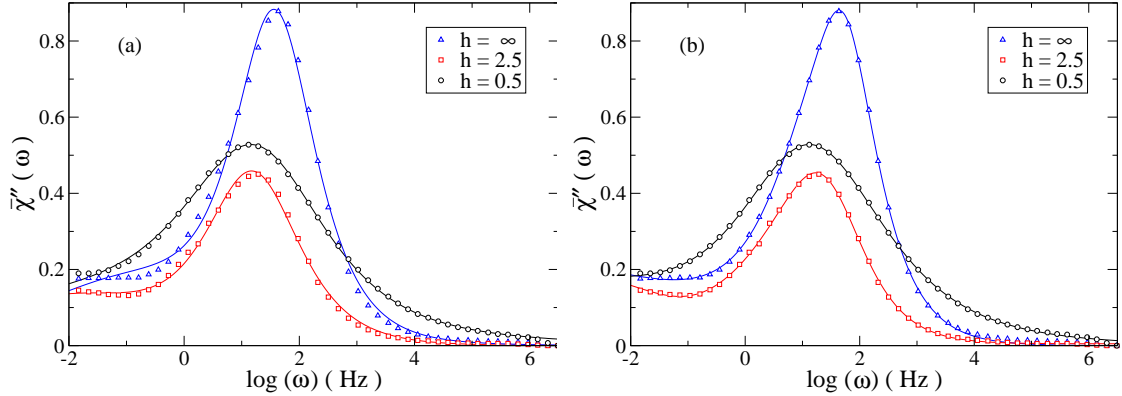 (a)
h = ∞
h = 2.5
h = 0.5
0.8
0.6
0.4
0.2
0
χ̄″ ( ω )
-2 0 2 4 6
log (ω) ( Hz )
(b)
h = ∞
h = 2.5
h = 0.5
0.8
0.6
0.4
0.2
0
χ̄″ ( ω )
-2 0 2 4 6
log (ω) ( Hz )